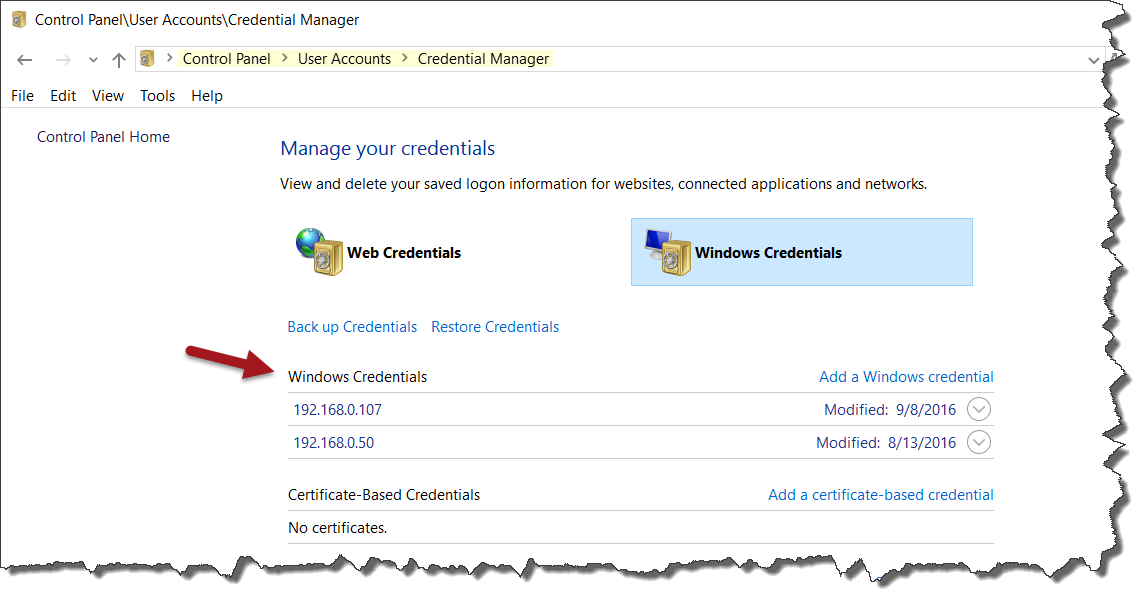 Control Panel\User Accounts\Credential Manager
Control Panel > User Accounts > Credential Manager
File Edit View Tools Help
Control Panel Home
Manage your credentials
View and delete your saved logon information for websites, connected applications and networks.
Web Credentials Windows Credentials
Back up Credentials Restore Credentials
Windows Credentials Add a Windows credential
192.168.0.107 Modified: 9/8/2016
192.168.0.50 Modified: 8/13/2016
Certificate-Based Credentials Add a certificate-based credential
No certificates.